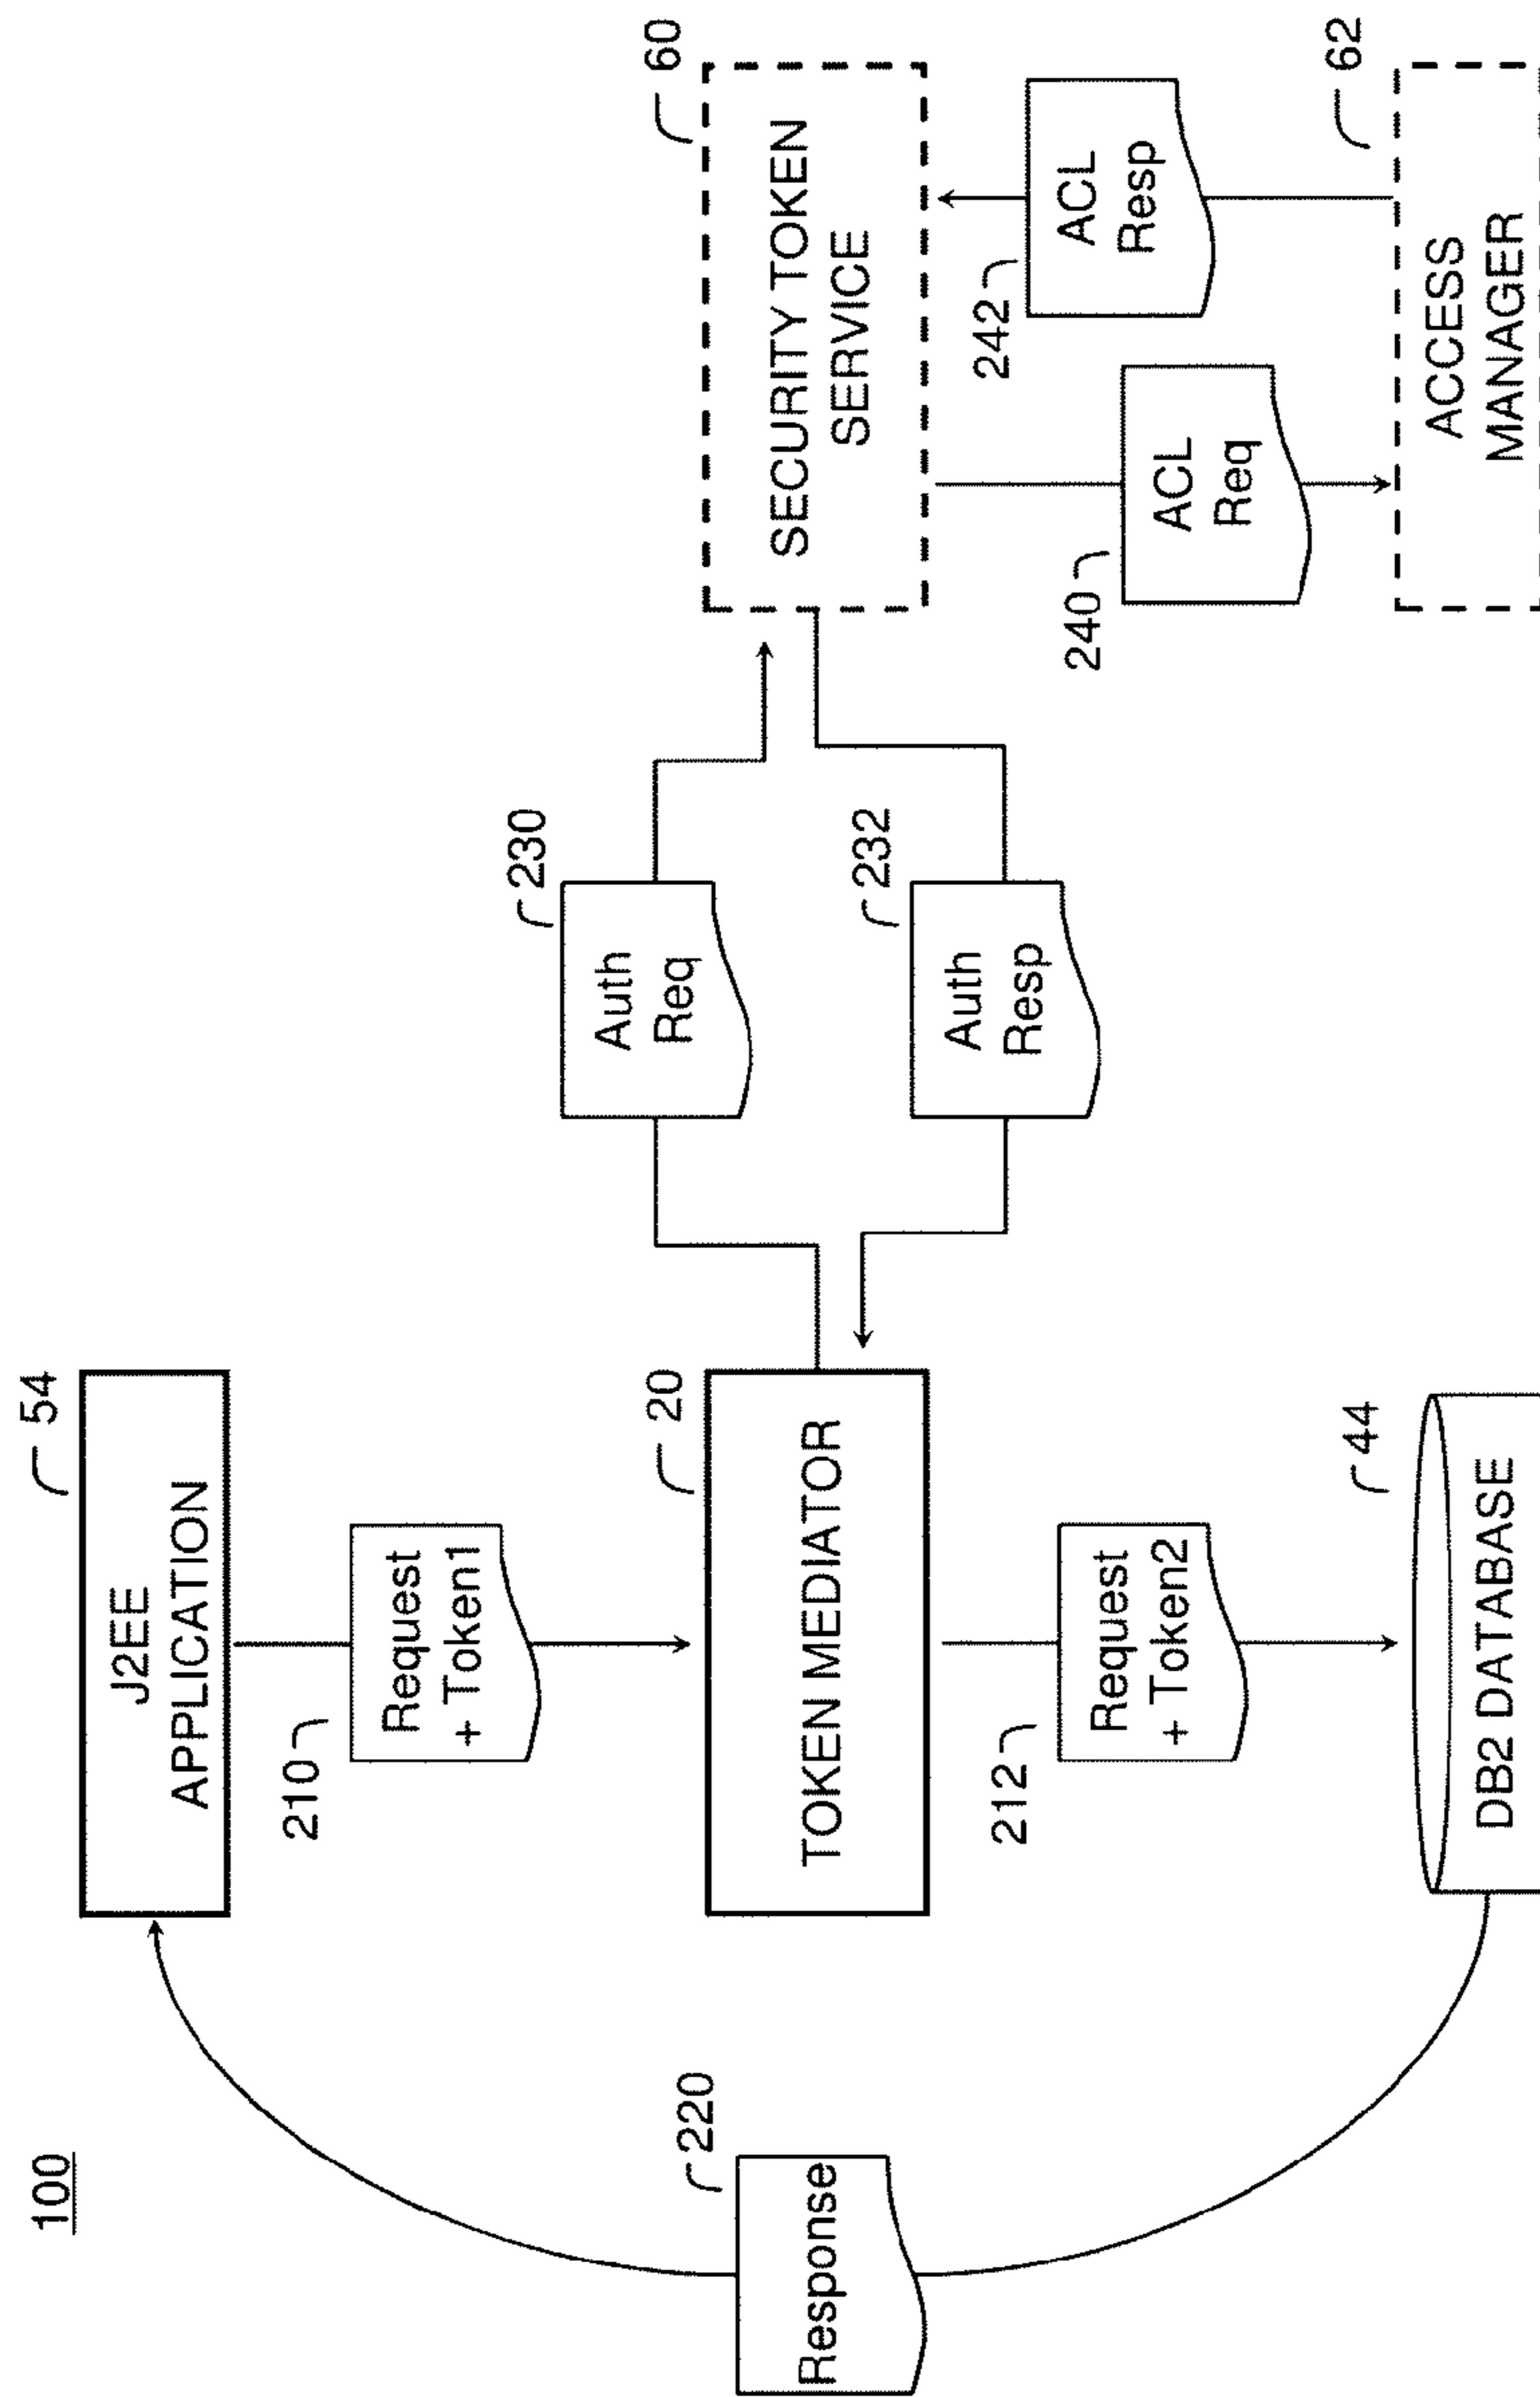 100
54
J2EE
APPLICATION
210
Request
+ Token1
220
Response
20
TOKEN MEDIATOR
230
Auth
Req
232
Auth
Resp
60
SECURITY TOKEN
SERVICE
212
Request
+ Token2
240
ACL
Req
242
ACL
Resp
44
DB2 DATABASE
62
ACCESS
MANAGER